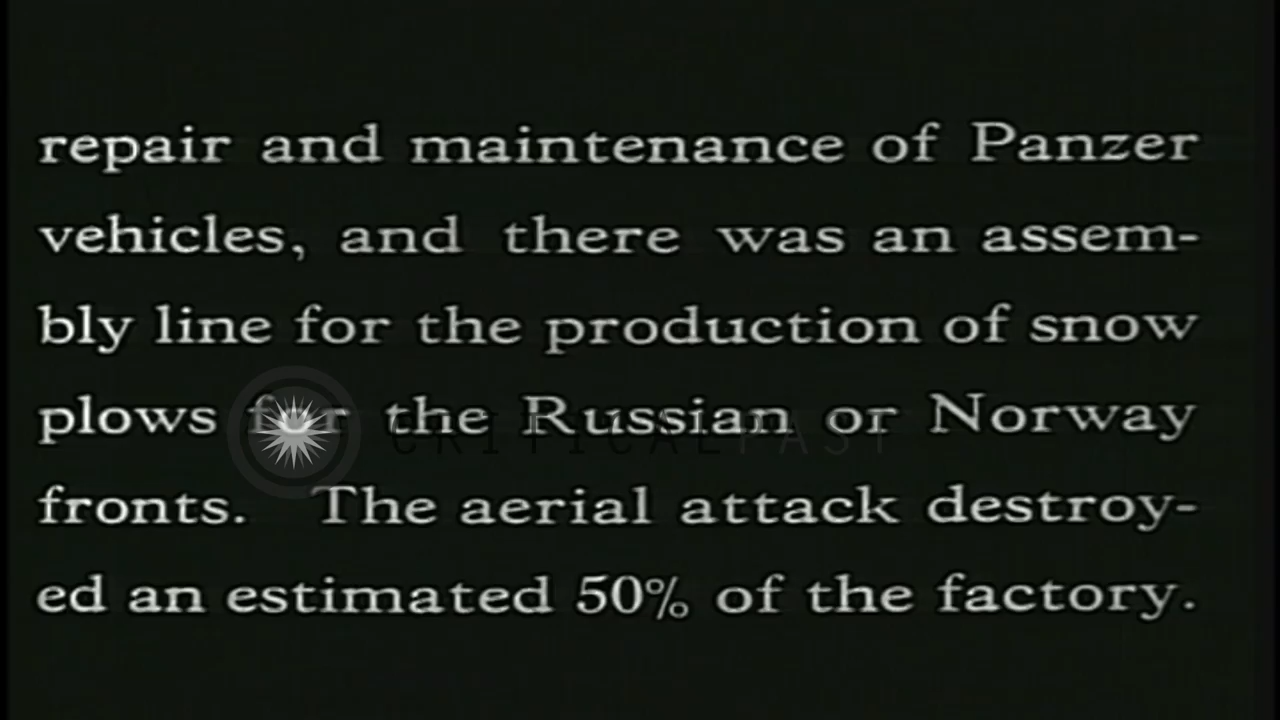 repair and maintenance of Panzer
vehicles, and there was an assem-
bly line for the production of snow
plows for the Russian or Norway
CRITICALPAST
fronts. The aerial attack destroy-
ed an estimated 50% of the factory.